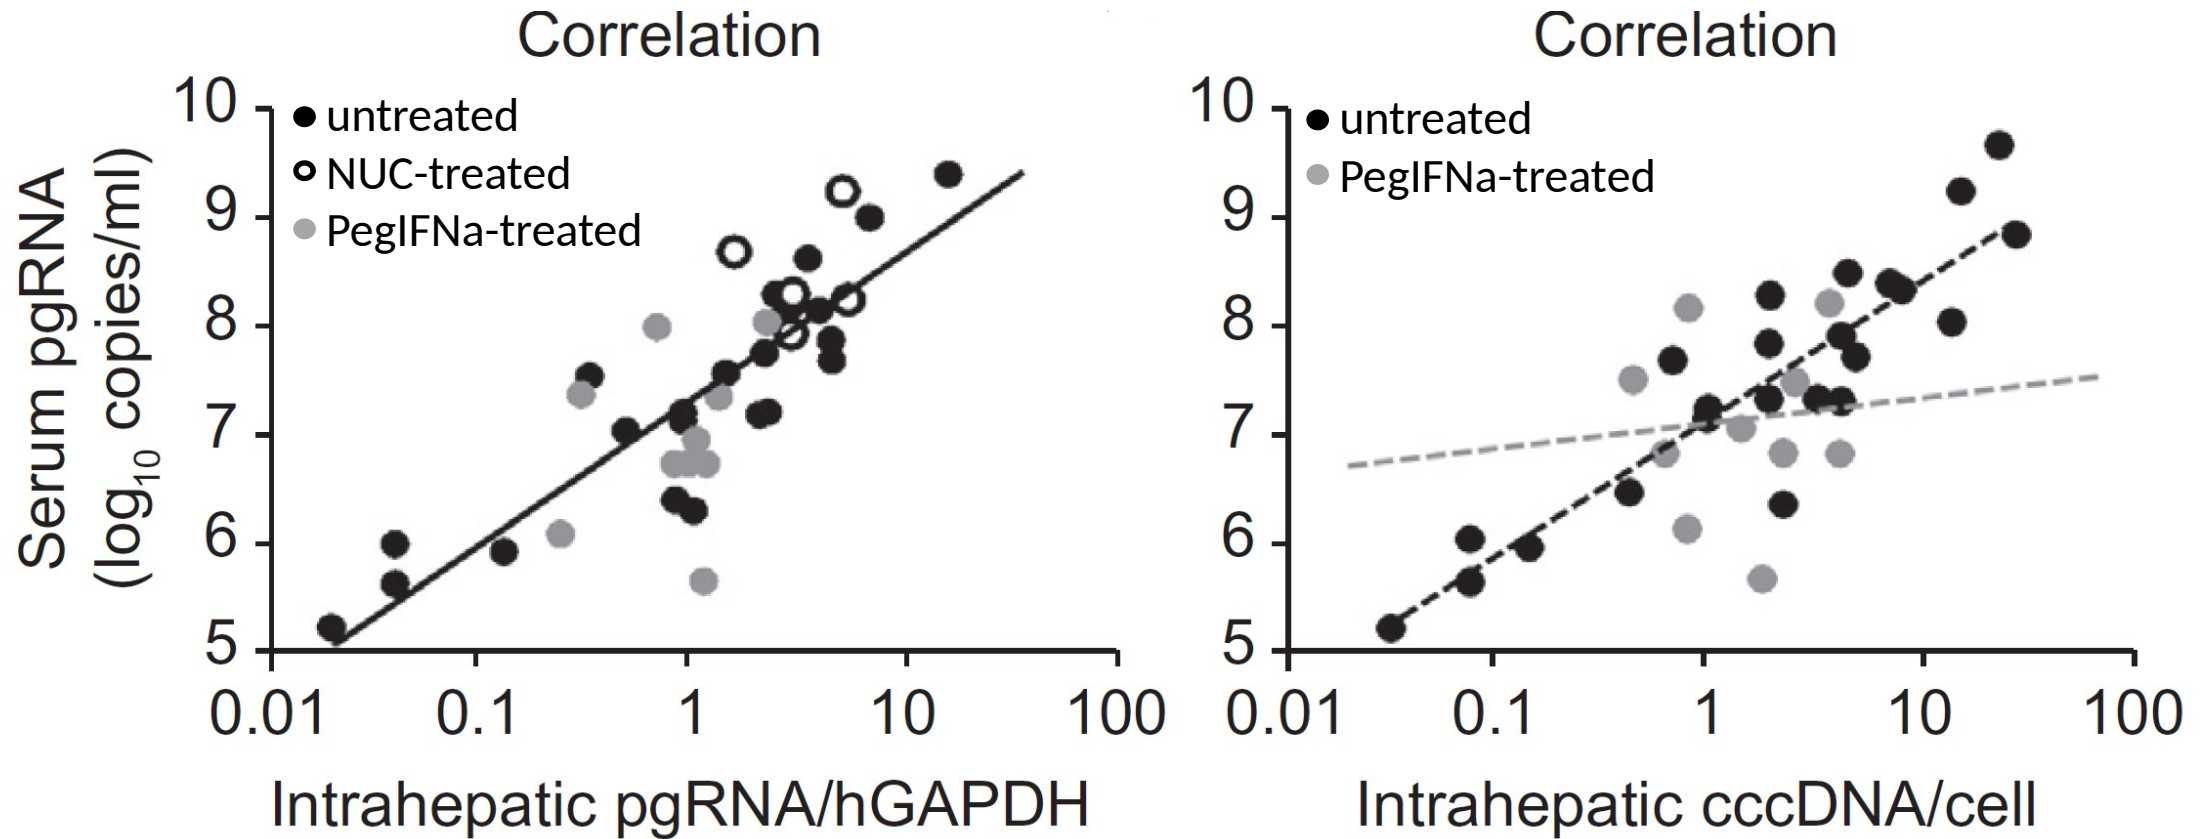 Correlation
Serum pgRNA
(log10 copies/ml)
10
9
8
7
6
5
untreated
NUC-treated
PegIFNa-treated
0.01 0.1 1 10 100
Intrahepatic pgRNA/hGAPDH
Correlation
10
9
8
7
6
5
untreated
PegIFNa-treated
0.01 0.1 1 10 100
Intrahepatic cccDNA/cell